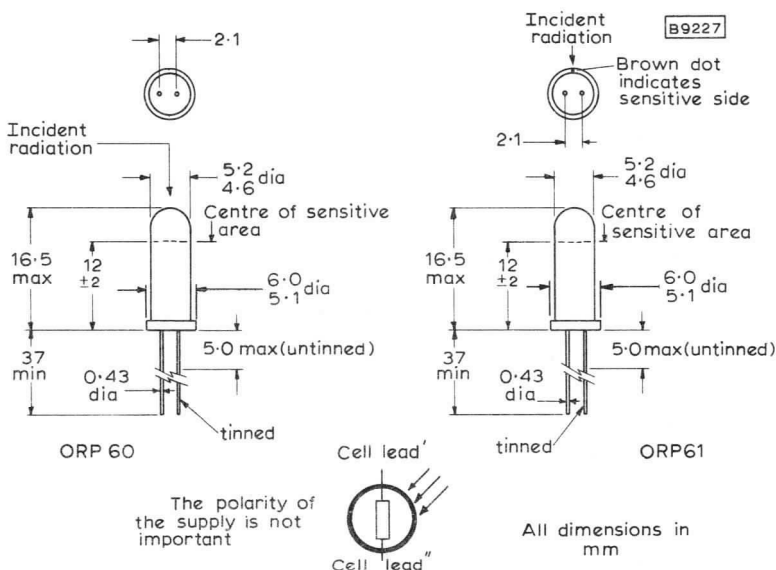 2·1
Incident
radiation
5·2
4·6 dia
Centre of sensitive
area
16·5
max
12
±2
6·0
5·1 dia
37
min
5·0 max(untinned)
0·43
dia
tinned
ORP 60
Incident
radiation
B9227
Brown dot
indicates
sensitive side
2·1
5·2
4·6 dia
Centre of
sensitive area
16·5
max
12
±2
6·0
5·1 dia
37
min
5·0 max(untinned)
0·43
dia
tinned
ORP61
The polarity of
the supply is not
important
Cell lead'
Cell lead"
All dimensions in
mm